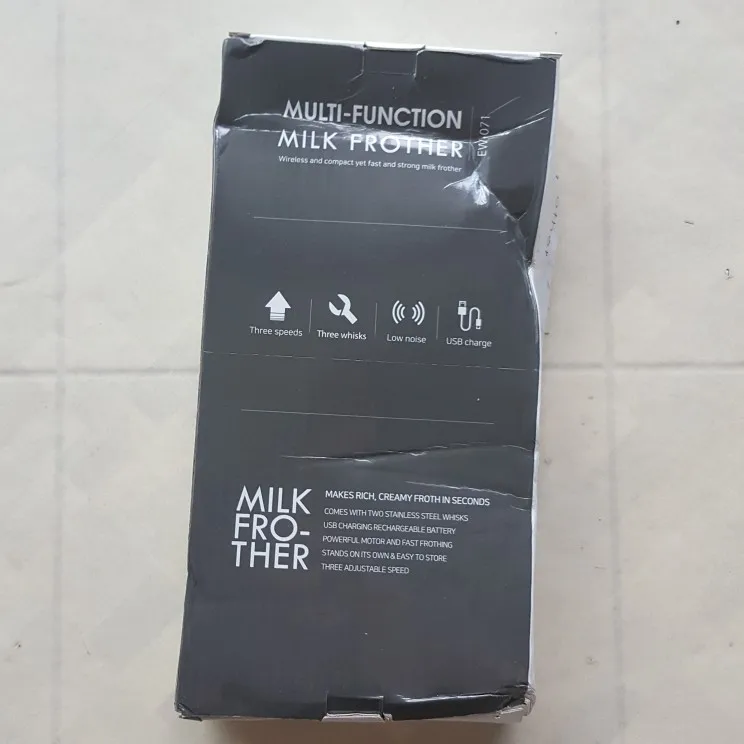 MULTI-FUNCTION
MILK FROTHER
EW-071
Wireless and compact yet fast and strong milk frother
Three speeds
Three whisks
Low noise
USB charge
MILK
FRO-
THER
MAKES RICH, CREAMY FROTH IN SECONDS
COMES WITH TWO STAINLESS STEEL WHISKS
USB CHARGING RECHARGEABLE BATTERY
POWERFUL MOTOR AND FAST FROTHING
STANDS ON ITS OWN & EASY TO STORE
THREE ADJUSTABLE SPEED